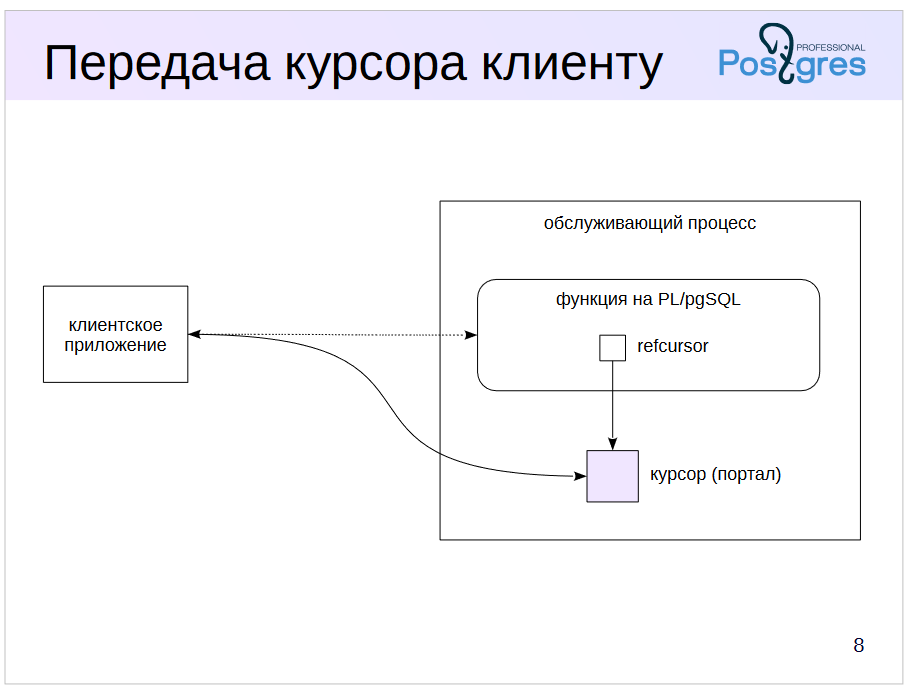 Передача курсора клиенту
PROFESSIONAL
Postgres
обслуживающий процесс
функция на PL/pgSQL
refcursor
клиентское
приложение
курсор (портал)
8